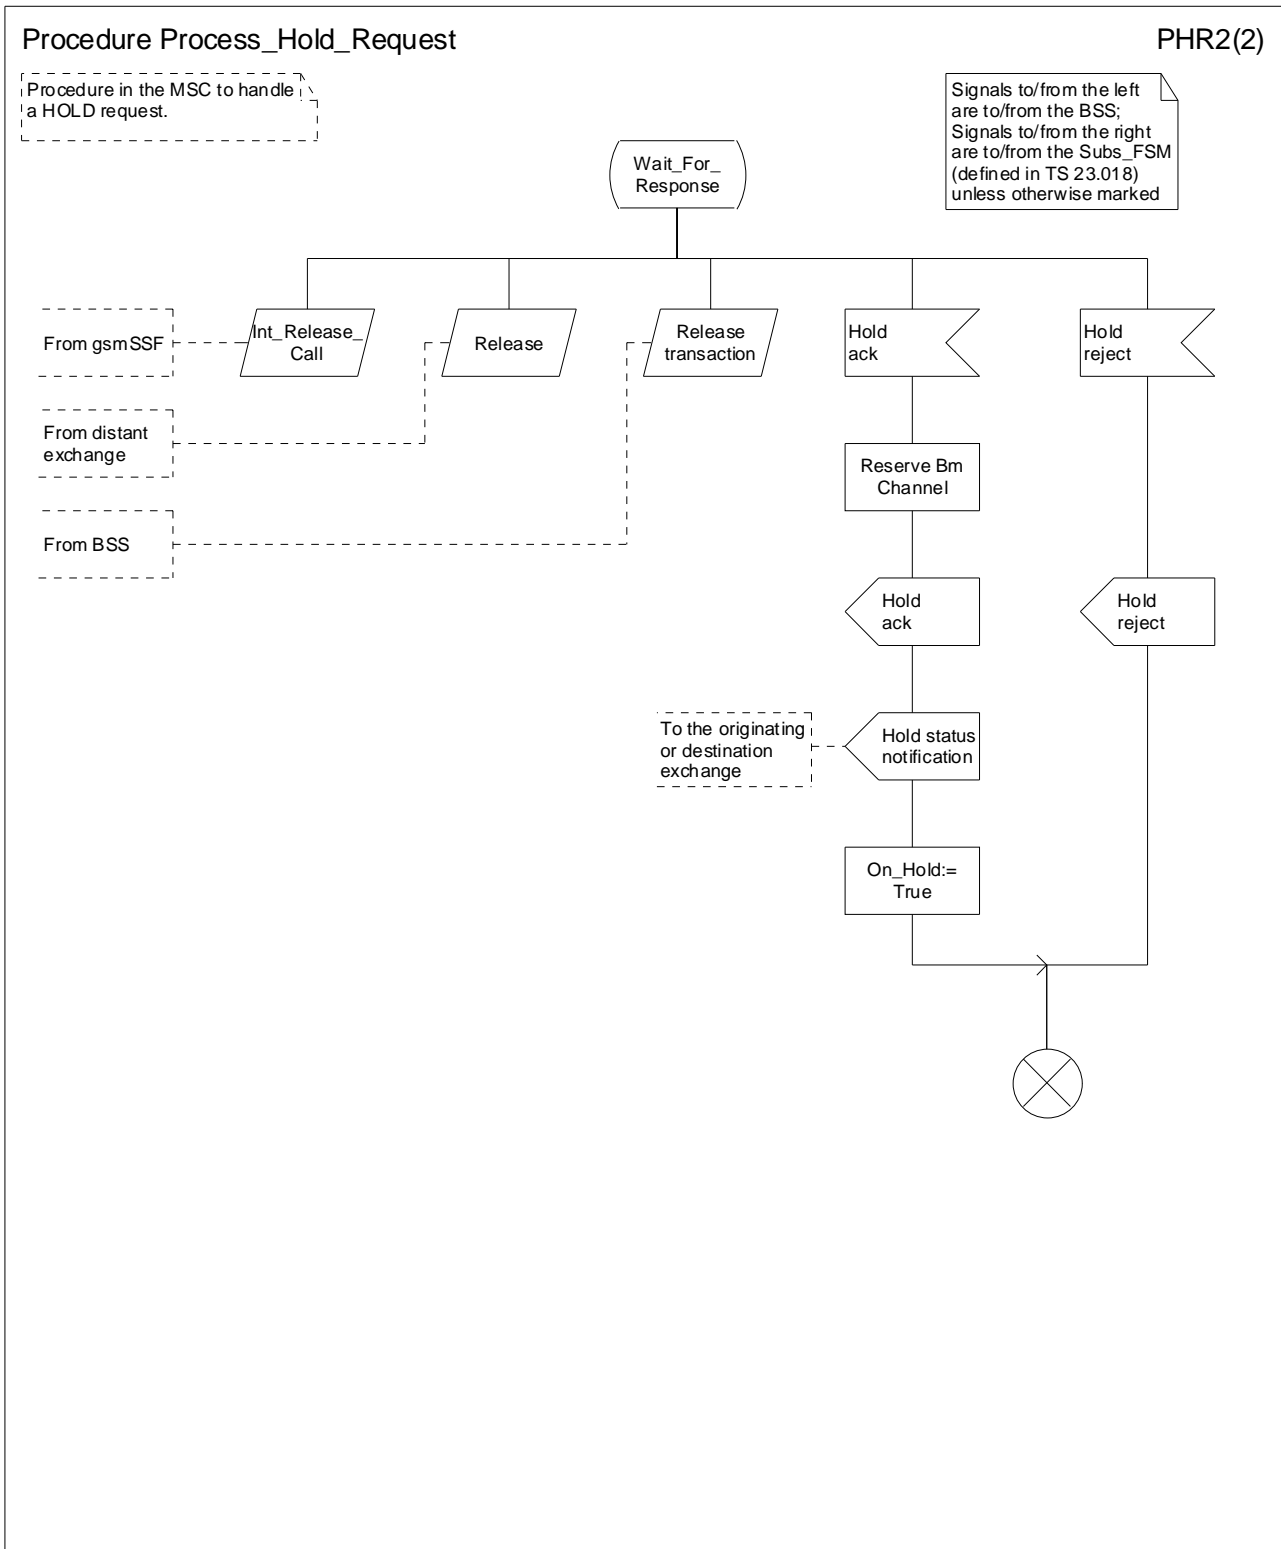 Procedure Process_Hold_Request
PHR2(2)
Procedure in the MSC to handle
a HOLD request.
Signals to/from the left
are to/from the BSS;
Signals to/from the right
are to/from the Subs_FSM
(defined in TS 23.018)
unless otherwise marked
Wait_For_
Response
From gsmSSF
Int_Release_
Call
Release
Release
transaction
Hold
ack
Hold
reject
From distant
exchange
Reserve Bm
Channel
From BSS
Hold
ack
Hold
reject
To the originating
or destination
exchange
Hold status
notification
On_Hold:=
True